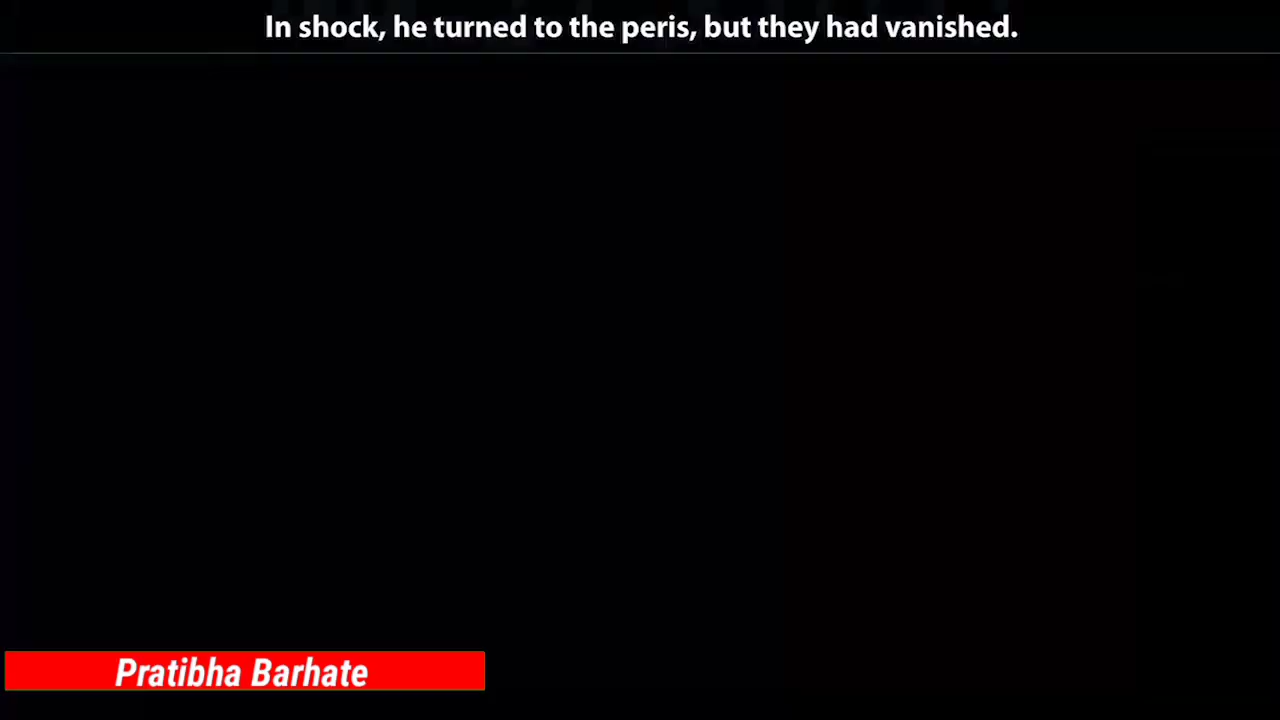 In shock, he turned to the peris, but they had vanished.
Pratibha Barhate